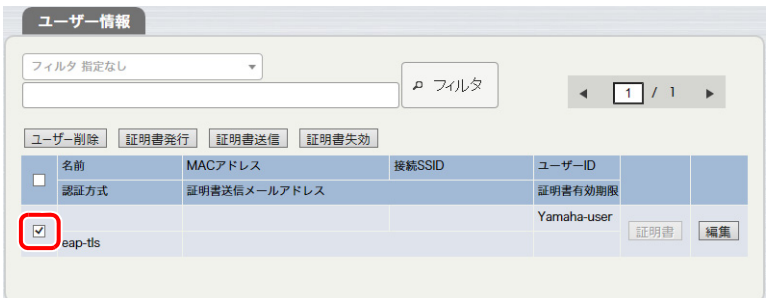 ユーザー情報
フィルタ 指定なし
フィルタ
1 / 1
ユーザー削除 証明書発行 証明書送信 証明書失効
名前 MACアドレス 接続SSID ユーザーID
認証方式 証明書送信メールアドレス 証明書有効期限
Yamaha-user
証明書 編集
eap-tls